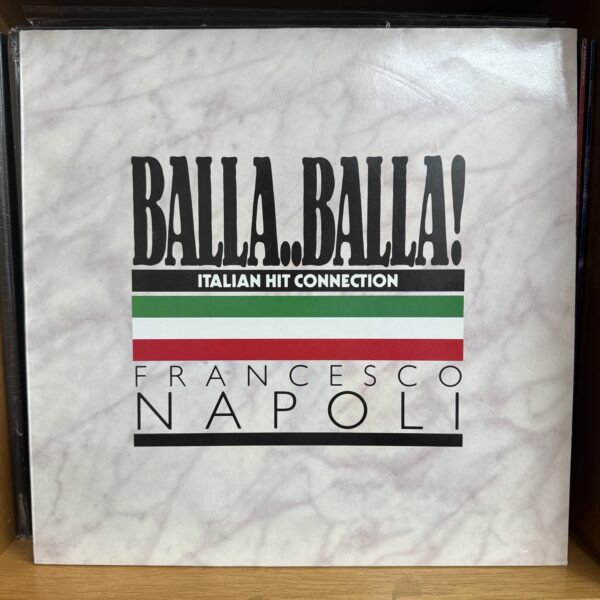 BALLA..BALLA!
ITALIAN HIT CONNECTION
FRANCESCO
NAPOLI